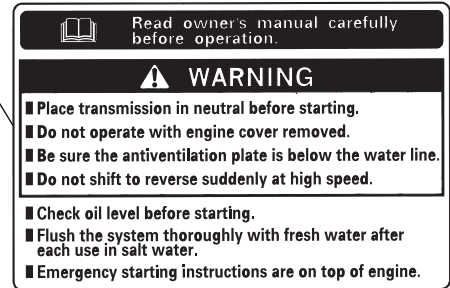 Read owner's manual carefully
before operation.
WARNING
▮ Place transmission in neutral before starting.
▮ Do not operate with engine cover removed.
▮ Be sure the antiventilation plate is below the water line.
▮ Do not shift to reverse suddenly at high speed.
▮ Check oil level before starting.
▮ Flush the system thoroughly with fresh water after
each use in salt water.
▮ Emergency starting instructions are on top of engine.